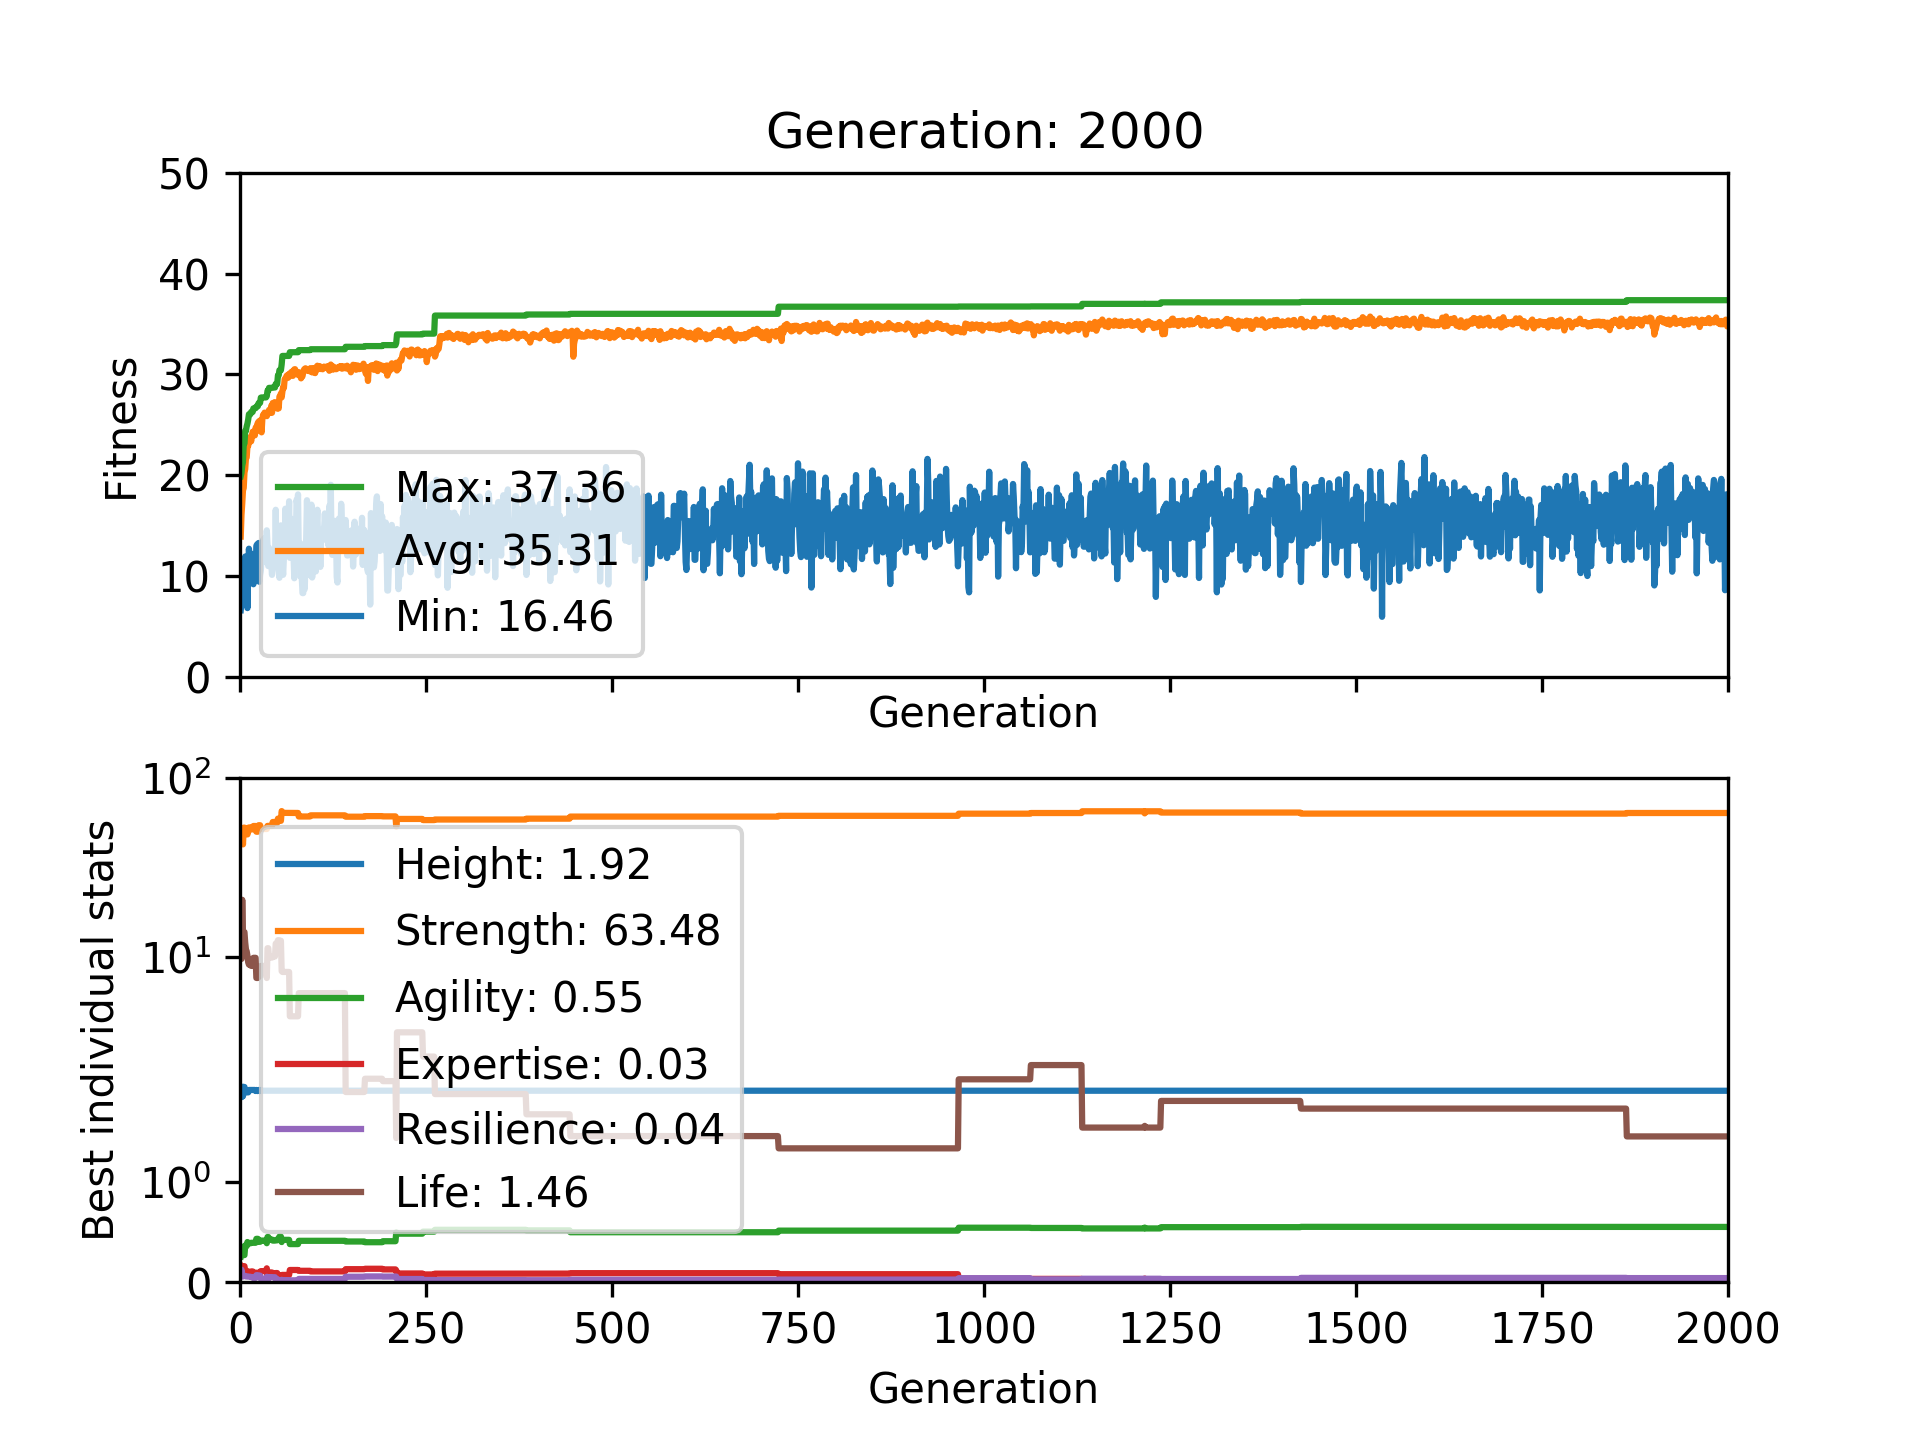 Generation: 2000
50
40
30
20
10
0
Fitness
Max: 37.36
Avg: 35.31
Min: 16.46
Generation
10²
10¹
10⁰
0
Best individual stats
Height: 1.92
Strength: 63.48
Agility: 0.55
Expertise: 0.03
Resilience: 0.04
Life: 1.46
0 250 500 750 1000 1250 1500 1750 2000
Generation